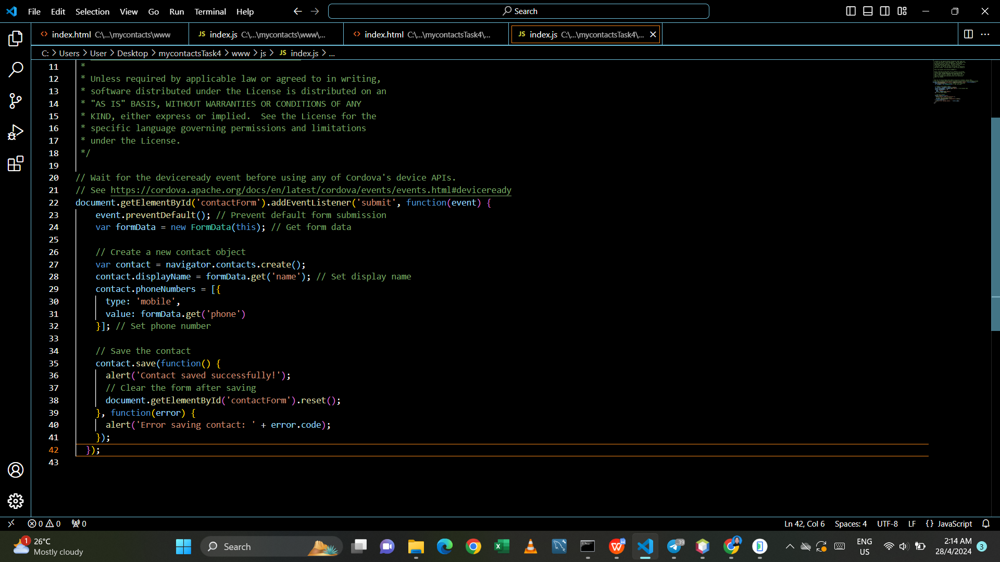 File Edit Selection View Go Run Terminal Help
Search
index.html C:\...\mycontacts\www
JS index.js C:\...\mycontacts\www\...
index.html C:\...\mycontactsTask4\...
JS index.js C:\...\mycontactsTask4\...
C: > Users > User > Desktop > mycontactsTask4 > www > js > JS index.js > ...
11 *
12 * Unless required by applicable law or agreed to in writing,
13 * software distributed under the License is distributed on an
14 * "AS IS" BASIS, WITHOUT WARRANTIES OR CONDITIONS OF ANY
15 * KIND, either express or implied.  See the License for the
16 * specific language governing permissions and limitations
17 * under the License.
18 */
19
20 // Wait for the deviceready event before using any of Cordova's device APIs.
21 // See https://cordova.apache.org/docs/en/latest/cordova/events/events.html#deviceready
22 document.getElementById('contactForm').addEventListener('submit', function(event) {
23 event.preventDefault(); // Prevent default form submission
24 var formData = new FormData(this); // Get form data
25
26 // Create a new contact object
27 var contact = navigator.contacts.create();
28 contact.displayName = formData.get('name'); // Set display name
29 contact.phoneNumbers = [{
30 type: 'mobile',
31 value: formData.get('phone')
32 }]; // Set phone number
33
34 // Save the contact
35 contact.save(function() {
36 alert('Contact saved successfully!');
37 // Clear the form after saving
38 document.getElementById('contactForm').reset();
39 }, function(error) {
40 alert('Error saving contact: ' + error.code);
41 });
42 });
43
0 0 0
Ln 42, Col 6 Spaces: 4 UTF-8 LF {} JavaScript
1
26°C
Mostly cloudy
Search
39
ENG
US
2:14 AM
28/4/2024
3